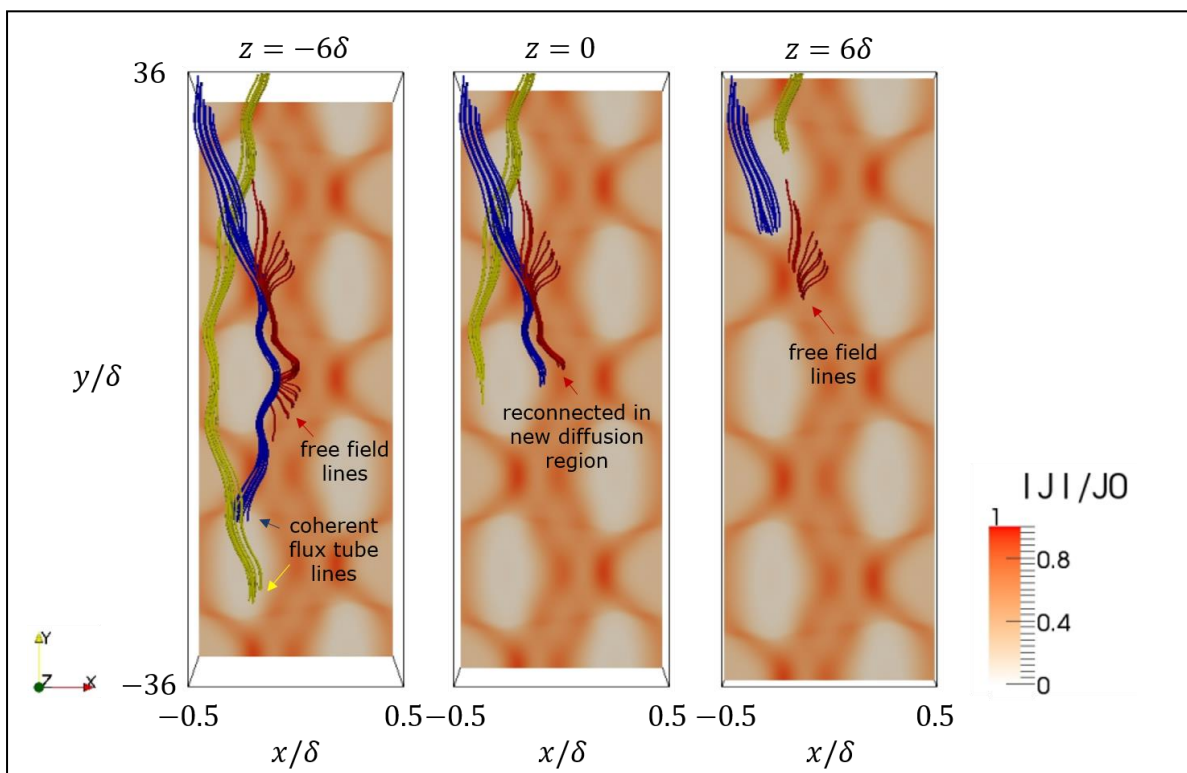 z = −6δ
z = 0
z = 6δ
36
y/δ
−36
free field
lines
coherent
flux tube
lines
reconnected in
new diffusion
region
free field
lines
|J|/J0
1
0.8
0.4
0
Y
Z
X
−0.5
0.5
−0.5
0.5
−0.5
0.5
x/δ
x/δ
x/δ